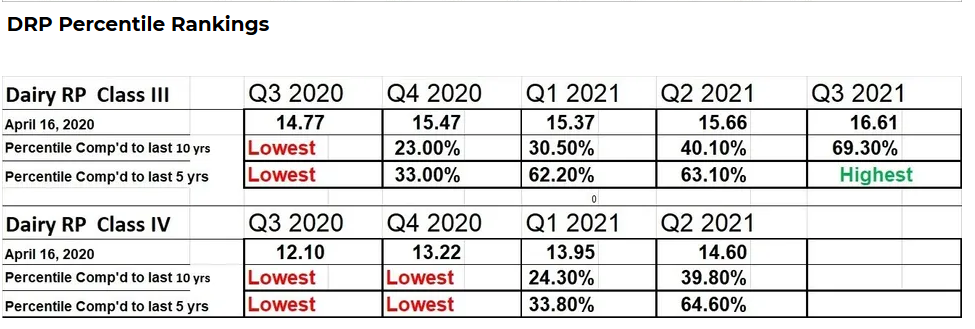 DRP Percentile Rankings
Dairy RP Class III Q3 2020 Q4 2020 Q1 2021 Q2 2021 Q3 2021
April 16, 2020 14.77 15.47 15.37 15.66 16.61
Percentile Comp'd to last 10 yrs Lowest 23.00% 30.50% 40.10% 69.30%
Percentile Comp'd to last 5 yrs Lowest 33.00% 62.20% 63.10% Highest
0
Dairy RP Class IV Q3 2020 Q4 2020 Q1 2021 Q2 2021
April 16, 2020 12.10 13.22 13.95 14.60
Percentile Comp'd to last 10 yrs Lowest Lowest 24.30% 39.80%
Percentile Comp'd to last 5 yrs Lowest Lowest 33.80% 64.60%